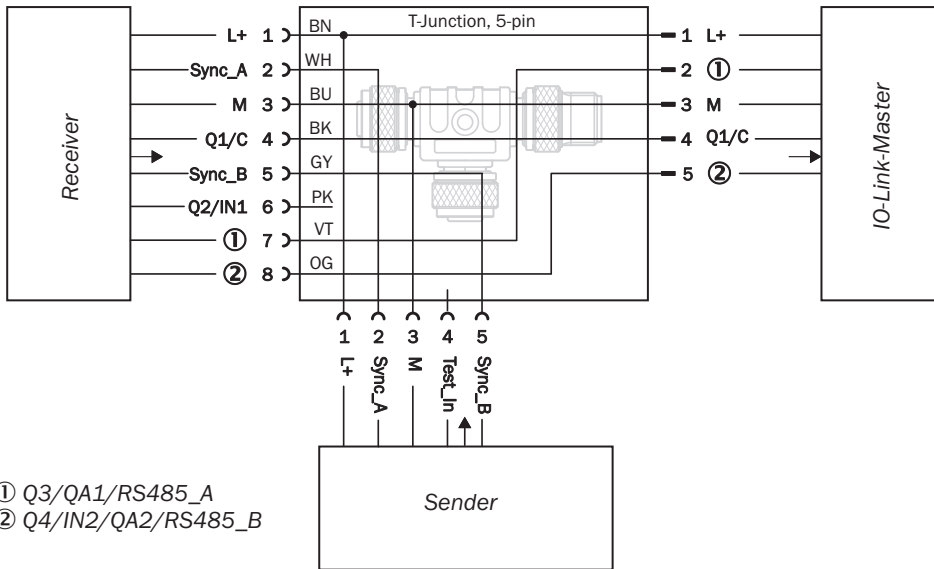 T-Junction, 5-pin
Receiver
L+ 1 BN
Sync_A 2 WH
M 3 BU
Q1/C 4 BK
Sync_B 5 GY
Q2/IN1 6 PK
① 7 VT
② 8 OG
1 L+
2 ①
3 M
4 Q1/C
5 ②
IO-Link-Master
1 L+
2 Sync_A
3 M
4 Test_In
5 Sync_B
Sender
① Q3/QA1/RS485_A
② Q4/IN2/QA2/RS485_B